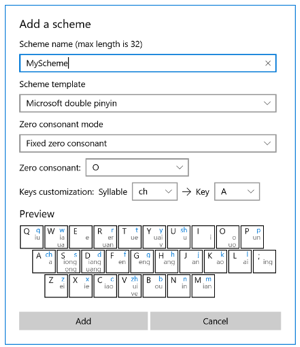 Add a scheme
Scheme name (max length is 32)
MyScheme
Scheme template
Microsoft double pinyin
Zero consonant mode
Fixed zero consonant
Zero consonant: O
Keys customization: Syllable ch → Key A
Preview
Q q iu W w ia ua E e R r er uan T t ue Y y uai v U sh u I i O o uo P p un
A ch a S s iong ong D d iang uang F f en G g eng H h ang J j an K k ao L l ai ; ing
Z z ei X x ie C c iao V zh ui ve B b ou N n in M m ian
Add Cancel